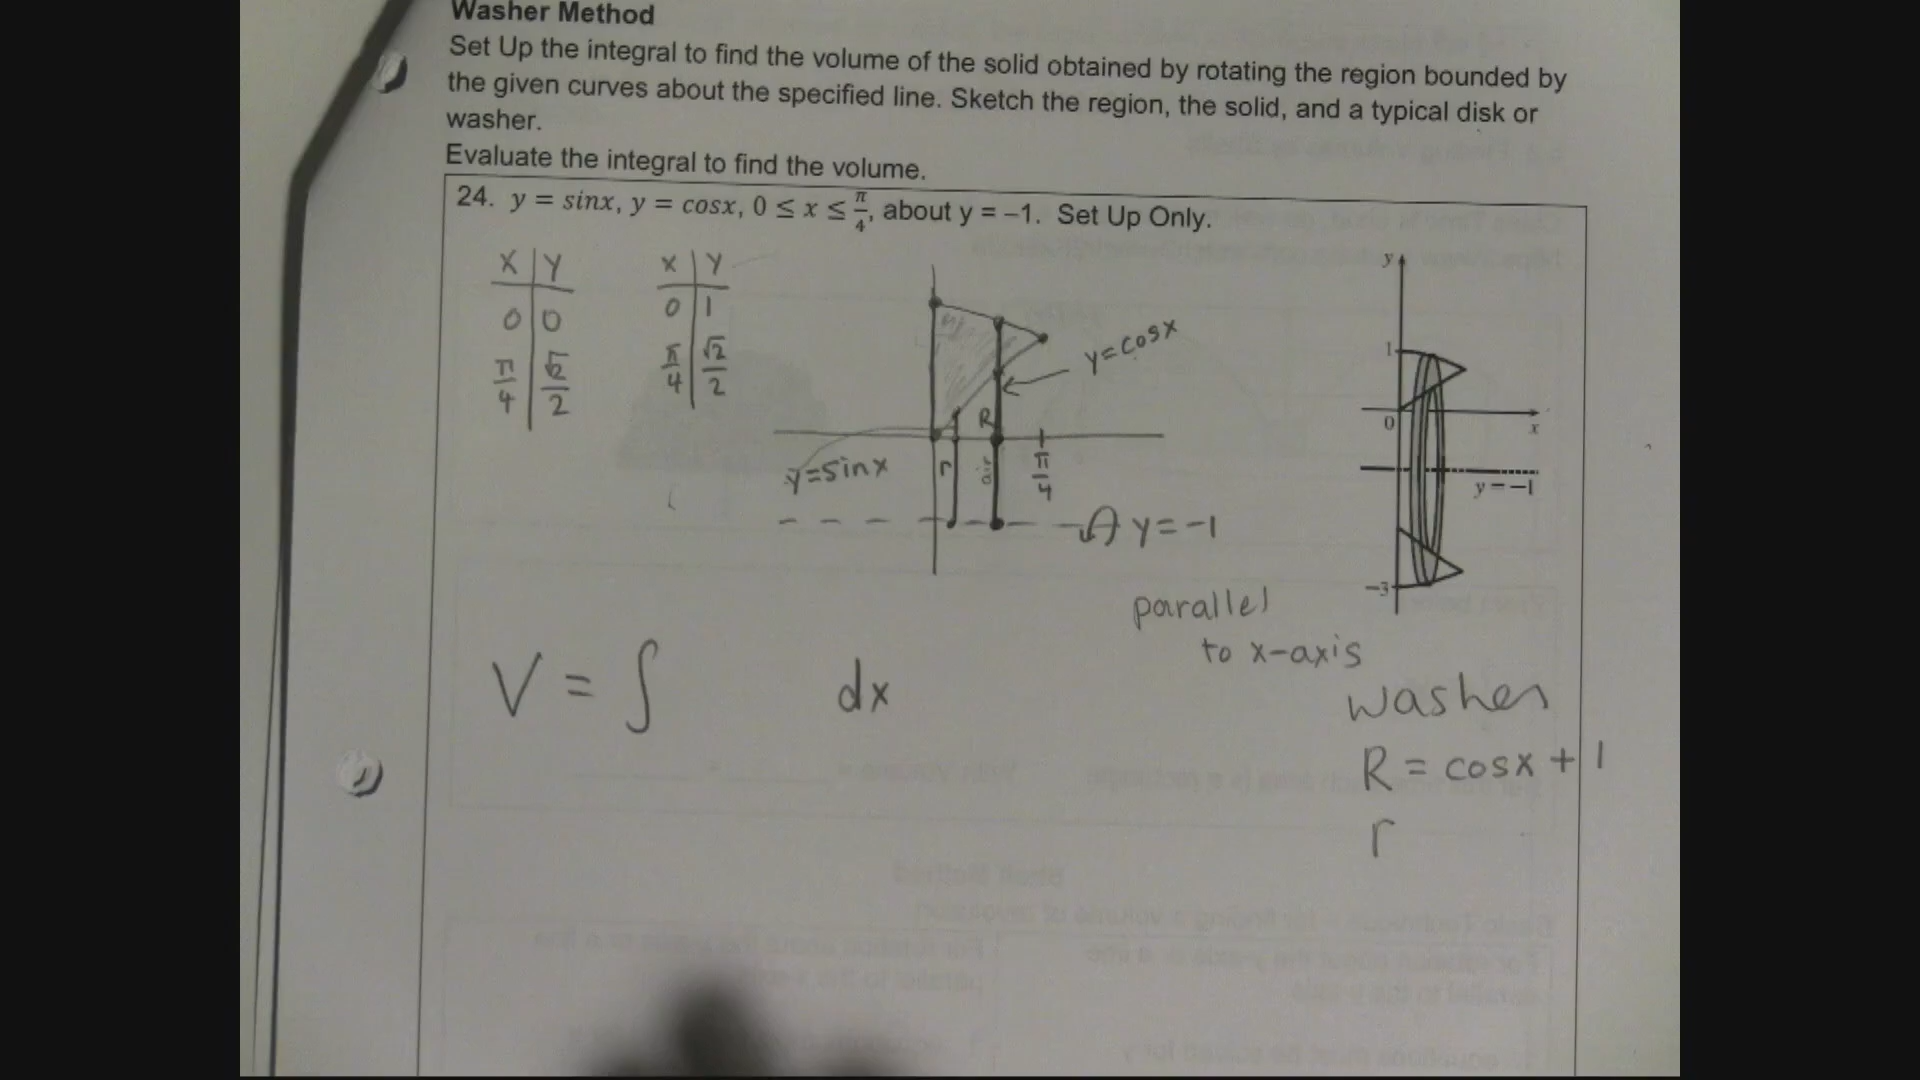 Washer Method
Set Up the integral to find the volume of the solid obtained by rotating the region bounded by
the given curves about the specified line. Sketch the region, the solid, and a typical disk or
washer.
Evaluate the integral to find the volume.
24. y = sinx, y = cosx, 0 ≤ x ≤ π/4, about y = −1. Set Up Only.
x | y
0 | 0
π/4 | √2/2
x | y
0 | 1
π/4 | √2/2
y=cosx
R
y=sinx
r
air
π/4
y=-1
y
1
0
x
y=−1
−3
parallel
to x-axis
V = ∫ dx
washer
R = cosx + 1
r